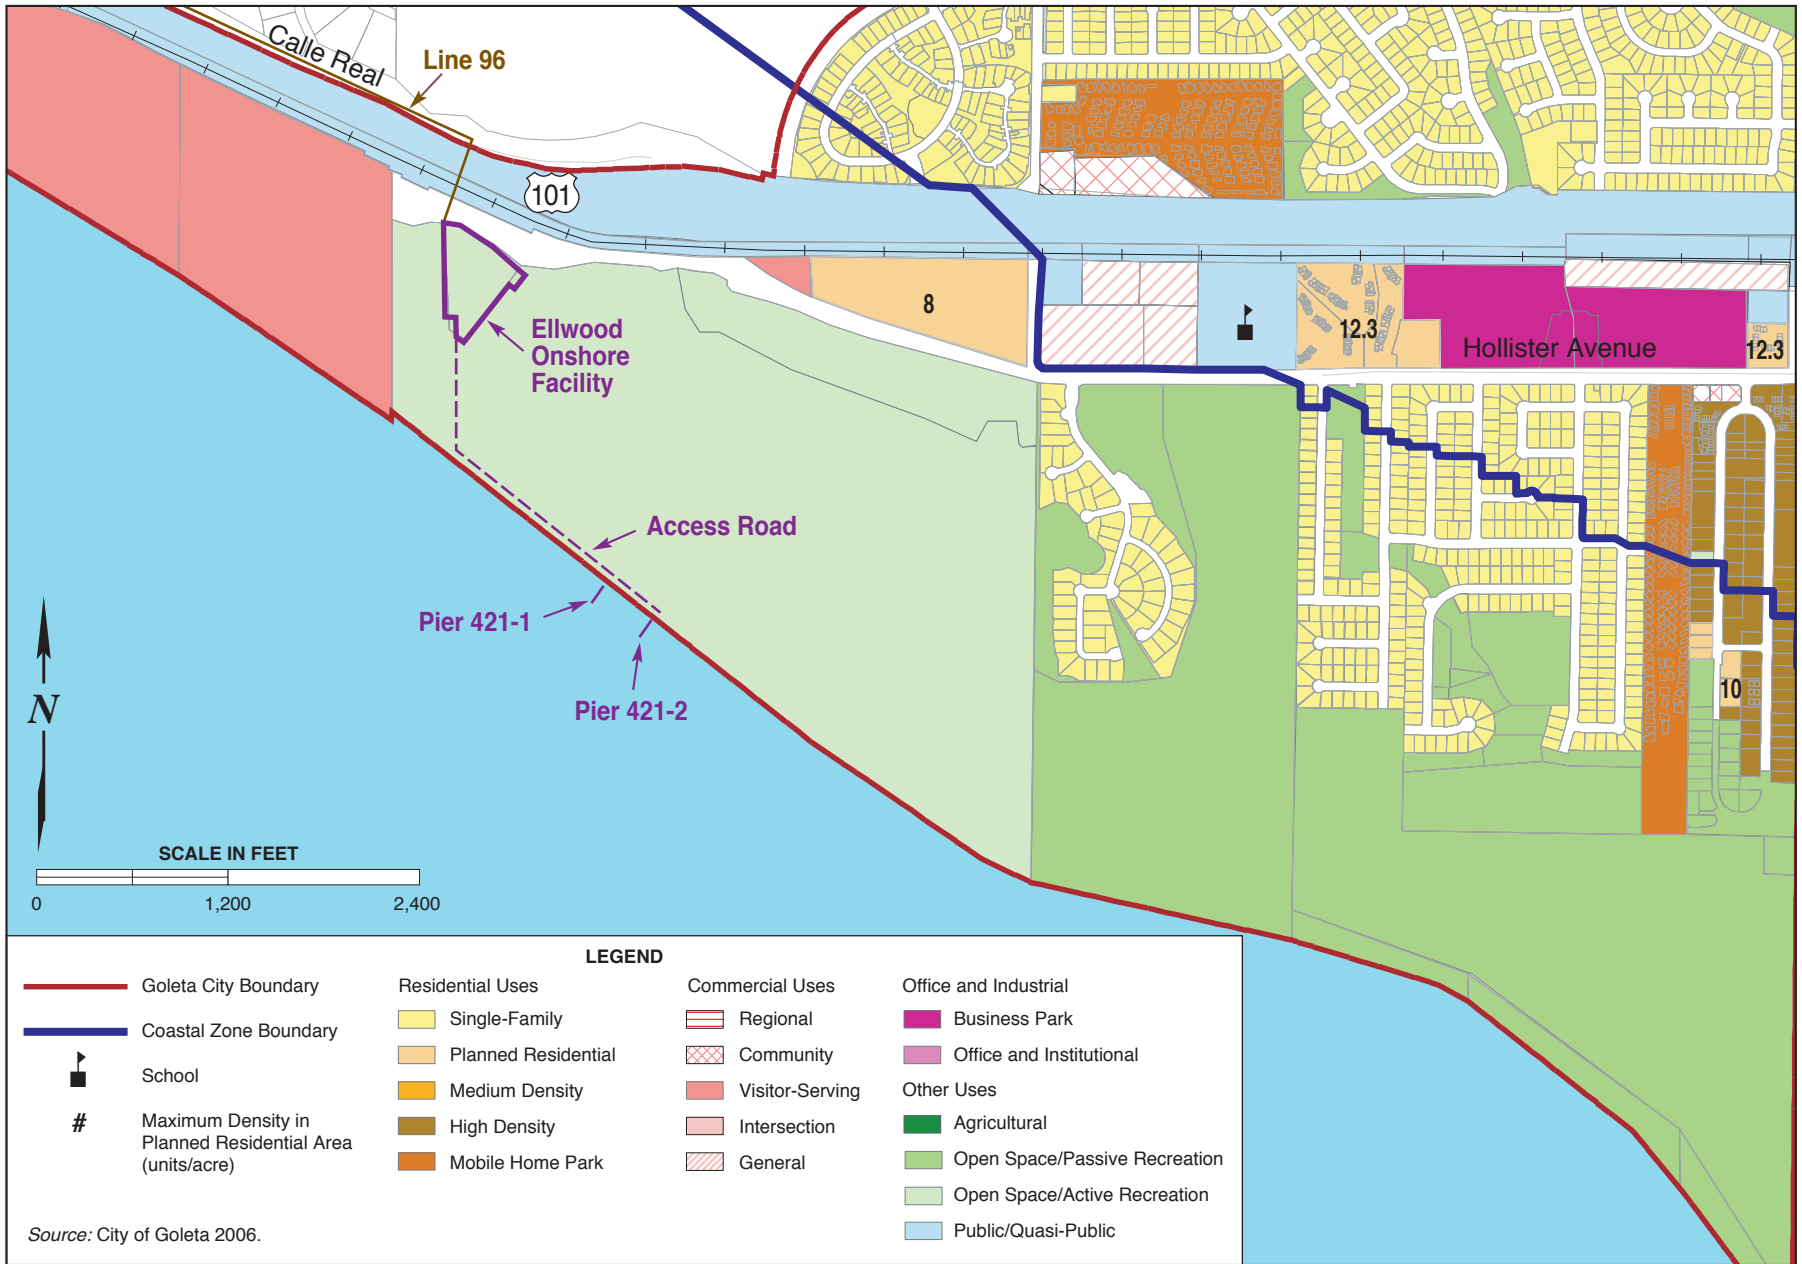 Calle Real
Line 96
101
Ellwood
Onshore
Facility
8
12.3
Hollister Avenue
12.3
Access Road
Pier 421-1
Pier 421-2
10
N
SCALE IN FEET
0 1,200 2,400
LEGEND
Goleta City Boundary
Coastal Zone Boundary
School
# Maximum Density in
Planned Residential Area
(units/acre)
Residential Uses
Single-Family
Planned Residential
Medium Density
High Density
Mobile Home Park
Commercial Uses
Regional
Community
Visitor-Serving
Intersection
General
Office and Industrial
Business Park
Office and Institutional
Other Uses
Agricultural
Open Space/Passive Recreation
Open Space/Active Recreation
Public/Quasi-Public
Source: City of Goleta 2006.